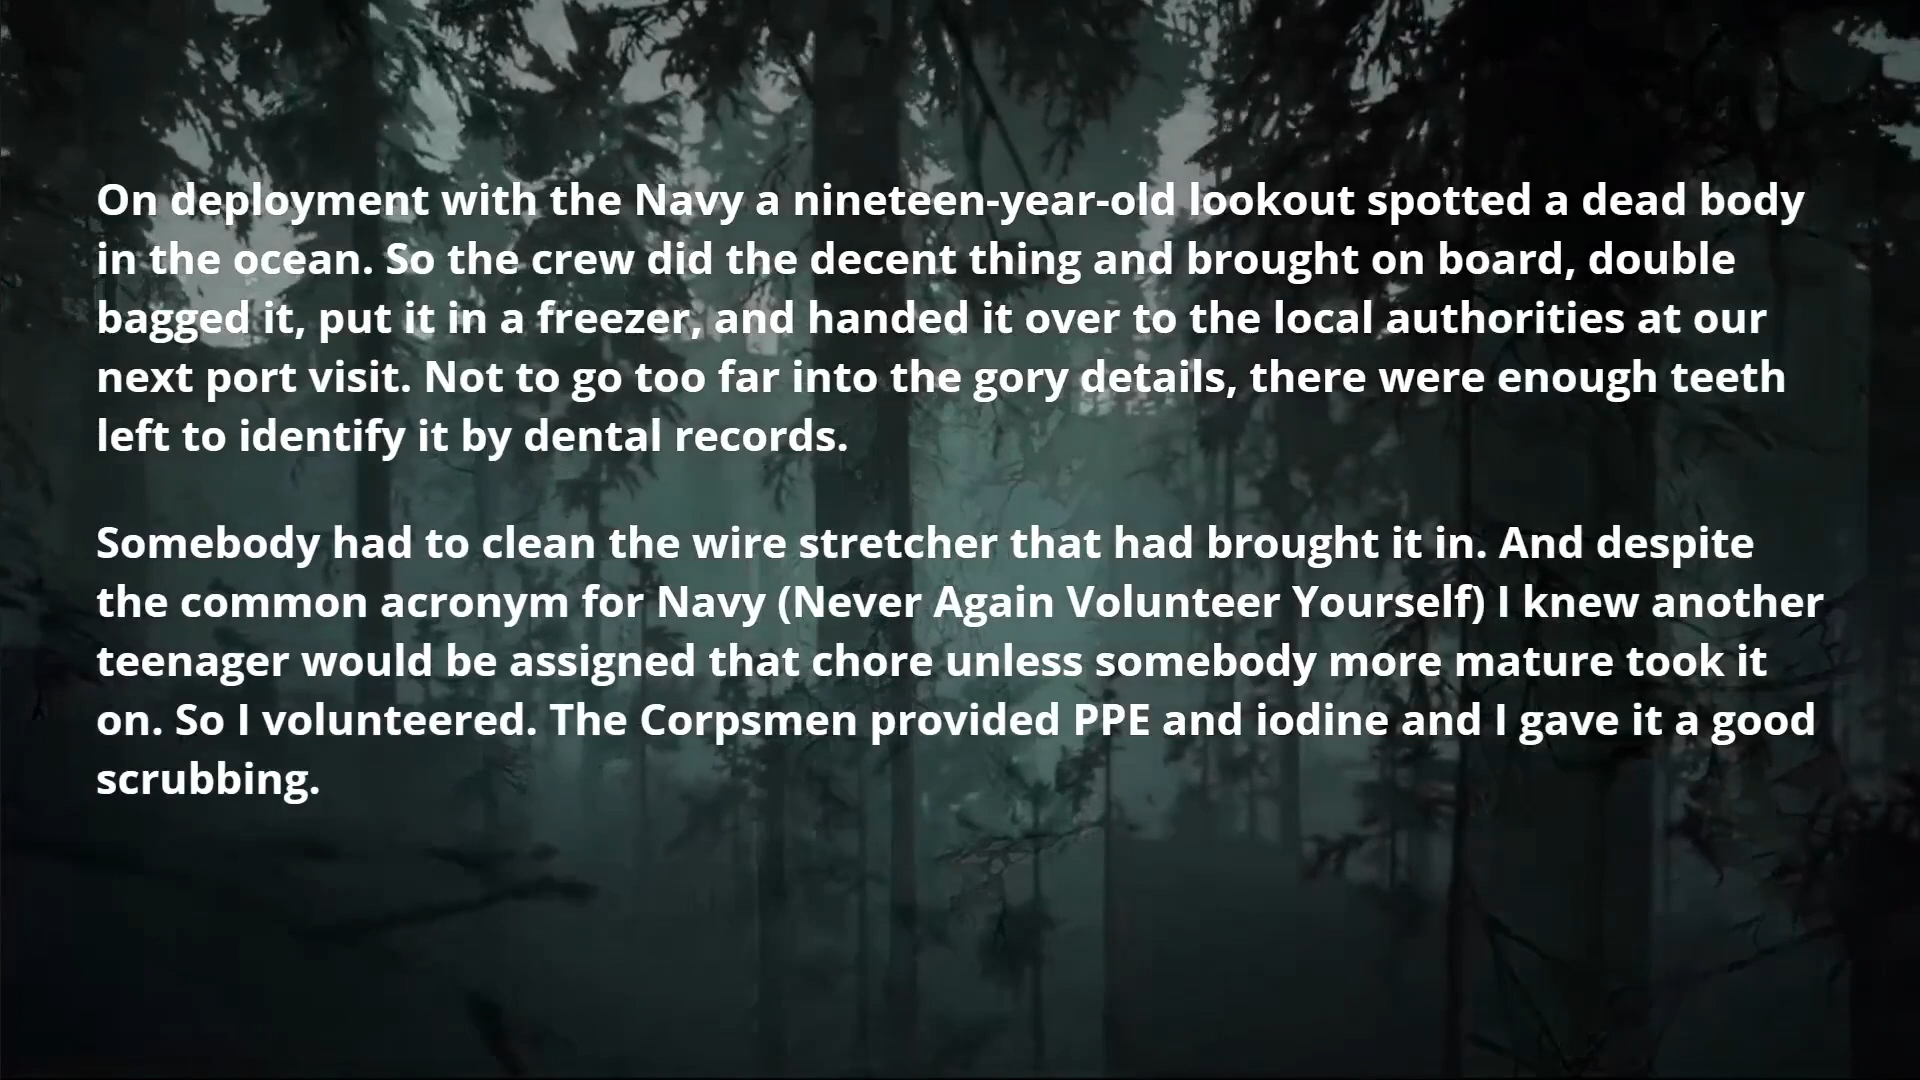 On deployment with the Navy a nineteen-year-old lookout spotted a dead body
in the ocean. So the crew did the decent thing and brought on board, double
bagged it, put it in a freezer, and handed it over to the local authorities at our
next port visit. Not to go too far into the gory details, there were enough teeth
left to identify it by dental records.
Somebody had to clean the wire stretcher that had brought it in. And despite
the common acronym for Navy (Never Again Volunteer Yourself) I knew another
teenager would be assigned that chore unless somebody more mature took it
on. So I volunteered. The Corpsmen provided PPE and iodine and I gave it a good
scrubbing.